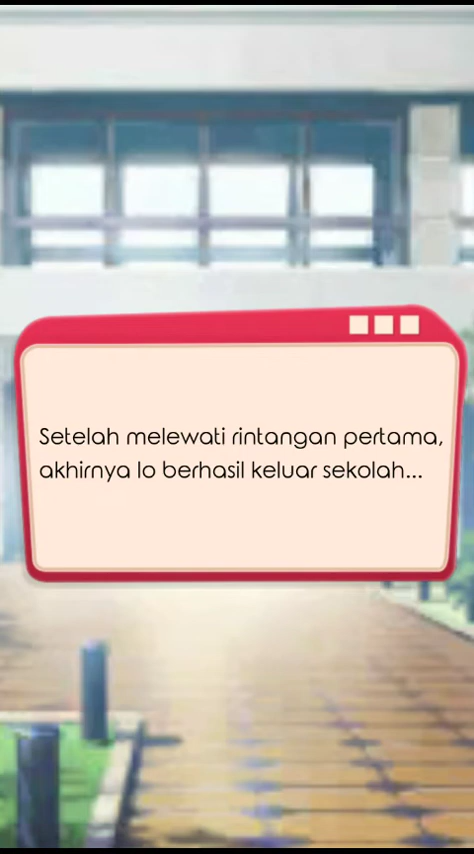 Setelah melewati rintangan pertama,
akhirnya lo berhasil keluar sekolah...